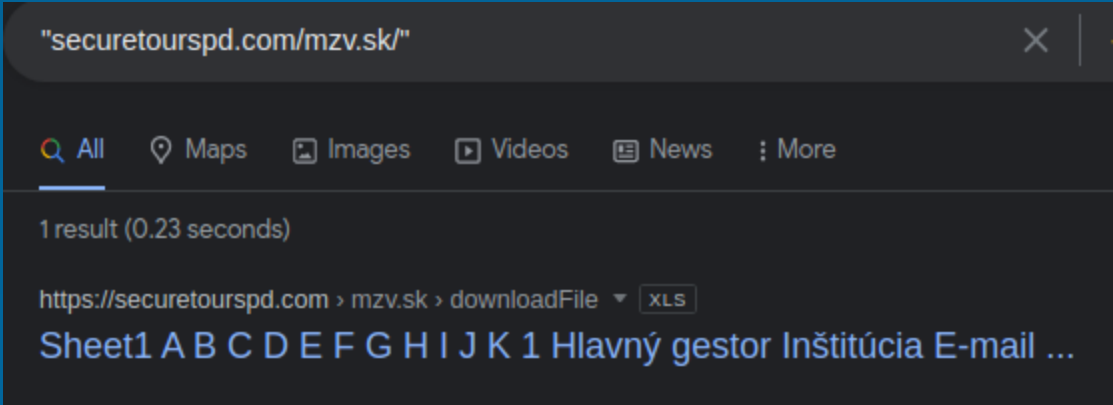 "securetourspd.com/mzv.sk/"
All Maps Images Videos News More
1 result (0.23 seconds)
https://securetourspd.com › mzv.sk › downloadFile XLS
Sheet1 A B C D E F G H I J K 1 Hlavný gestor Inštitúcia E-mail ...